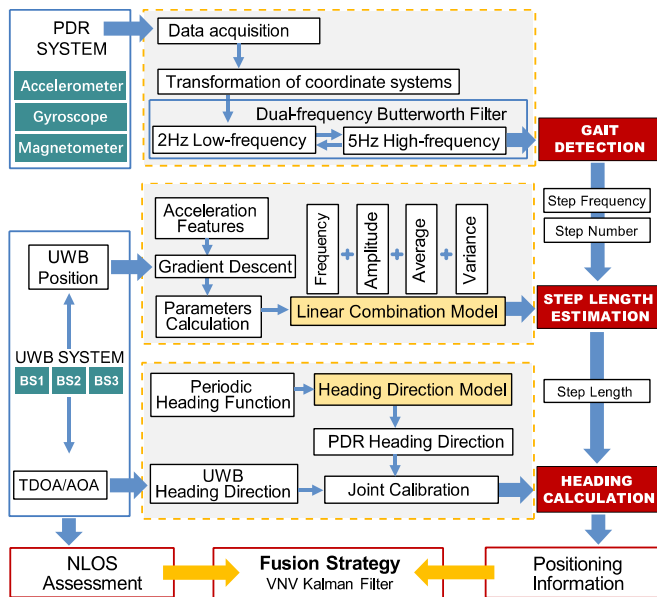 PDR
SYSTEM
Accelerometer
Gyroscope
Magnetometer
Data acquisition
Transformation of coordinate systems
Dual-frequency Butterworth Filter
2Hz Low-frequency
5Hz High-frequency
GAIT
DETECTION
Step Frequency
Step Number
UWB
Position
UWB SYSTEM
BS1 BS2 BS3
TDOA/AOA
Acceleration
Features
Gradient Descent
Parameters
Calculation
Frequency
+
Amplitude
+
Average
+
Variance
Linear Combination Model
STEP LENGTH
ESTIMATION
Step Length
Periodic
Heading Function
Heading Direction Model
PDR Heading Direction
UWB
Heading Direction
Joint Calibration
HEADING
CALCULATION
NLOS
Assessment
Fusion Strategy
VNV Kalman Filter
Positioning
Information